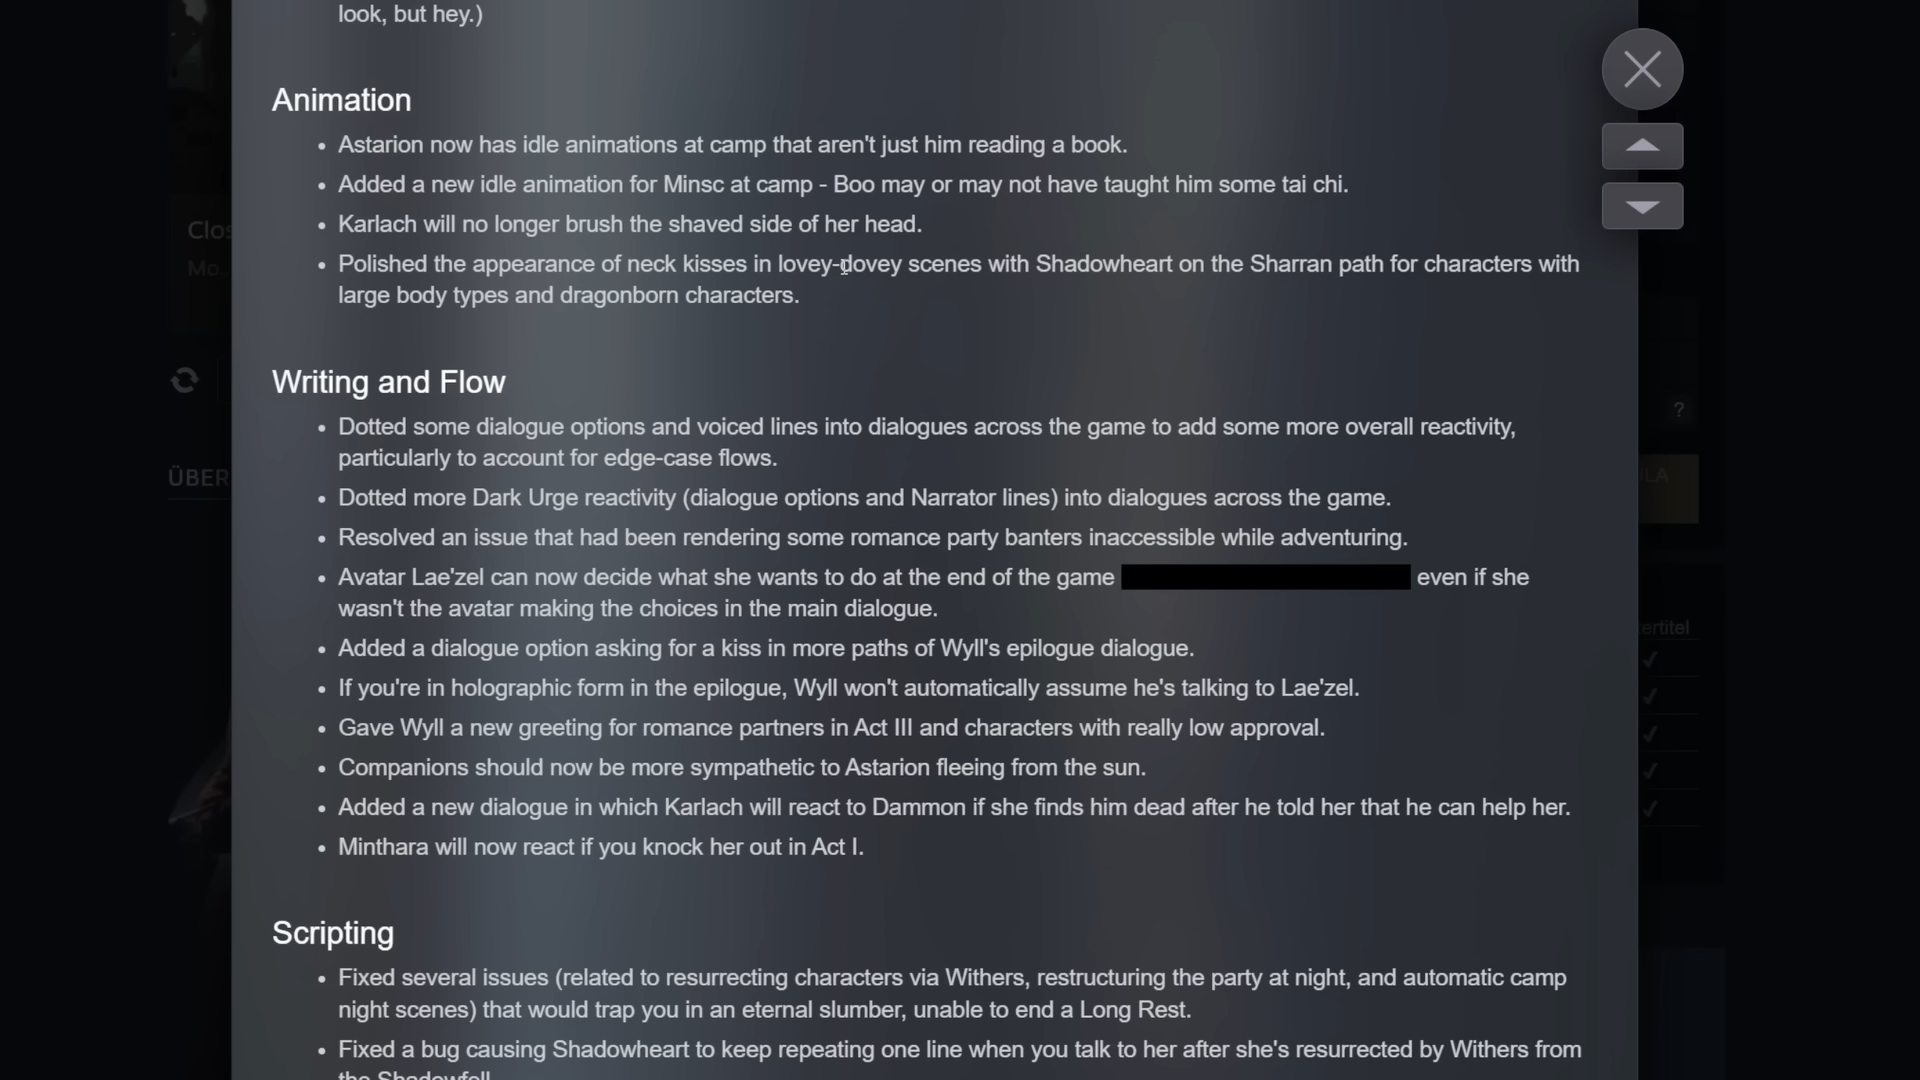 look, but hey.)
Animation
Astarion now has idle animations at camp that aren't just him reading a book.
Added a new idle animation for Minsc at camp - Boo may or may not have taught him some tai chi.
Karlach will no longer brush the shaved side of her head.
Polished the appearance of neck kisses in lovey-dovey scenes with Shadowheart on the Sharran path for characters with
large body types and dragonborn characters.
Writing and Flow
Dotted some dialogue options and voiced lines into dialogues across the game to add some more overall reactivity,
particularly to account for edge-case flows.
Dotted more Dark Urge reactivity (dialogue options and Narrator lines) into dialogues across the game.
Resolved an issue that had been rendering some romance party banters inaccessible while adventuring.
Avatar Lae'zel can now decide what she wants to do at the end of the game even if she
wasn't the avatar making the choices in the main dialogue.
Added a dialogue option asking for a kiss in more paths of Wyll's epilogue dialogue.
If you're in holographic form in the epilogue, Wyll won't automatically assume he's talking to Lae'zel.
Gave Wyll a new greeting for romance partners in Act III and characters with really low approval.
Companions should now be more sympathetic to Astarion fleeing from the sun.
Added a new dialogue in which Karlach will react to Dammon if she finds him dead after he told her that he can help her.
Minthara will now react if you knock her out in Act I.
Scripting
Fixed several issues (related to resurrecting characters via Withers, restructuring the party at night, and automatic camp
night scenes) that would trap you in an eternal slumber, unable to end a Long Rest.
Fixed a bug causing Shadowheart to keep repeating one line when you talk to her after she's resurrected by Withers from
the Shadowfell
Clos
Mo.
ÜBER
?
LA
ertitel